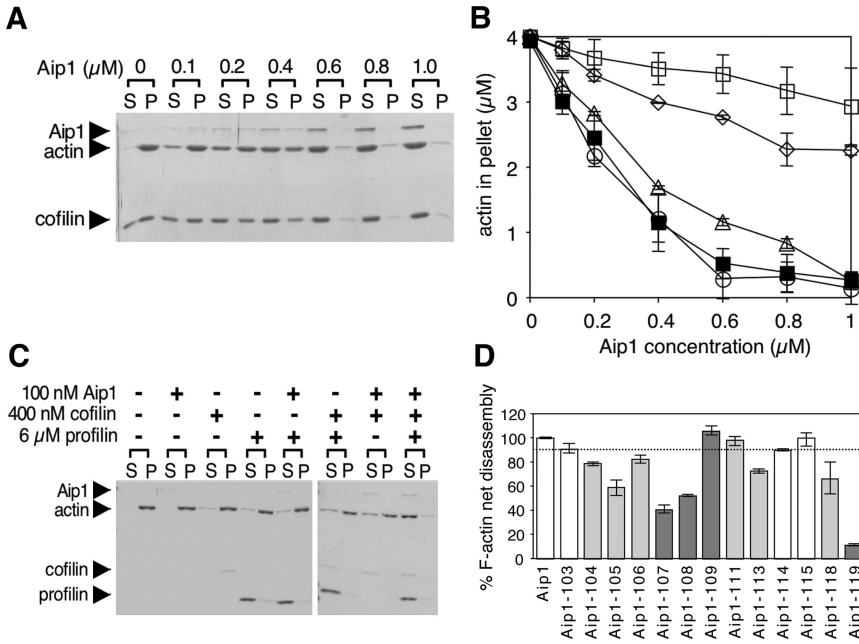 A
Aip1 (µM) 0 0.1 0.2 0.4 0.6 0.8 1.0
S P S P S P S P S P S P S P
Aip1
actin
cofilin
B
4
3
2
1
0
actin in pellet (µM)
0 0.2 0.4 0.6 0.8 1
Aip1 concentration (µM)
C
100 nM Aip1 - + - - + - + +
400 nM cofilin - - + - - + + +
6 µM profilin - - - + + + - +
S P S P S P S P S P S P S P S P
Aip1
actin
cofilin
profilin
D
120
100
80
60
40
20
0
% F-actin net disassembly
Aip1
Aip1-103
Aip1-104
Aip1-105
Aip1-106
Aip1-107
Aip1-108
Aip1-109
Aip1-111
Aip1-113
Aip1-114
Aip1-115
Aip1-118
Aip1-119